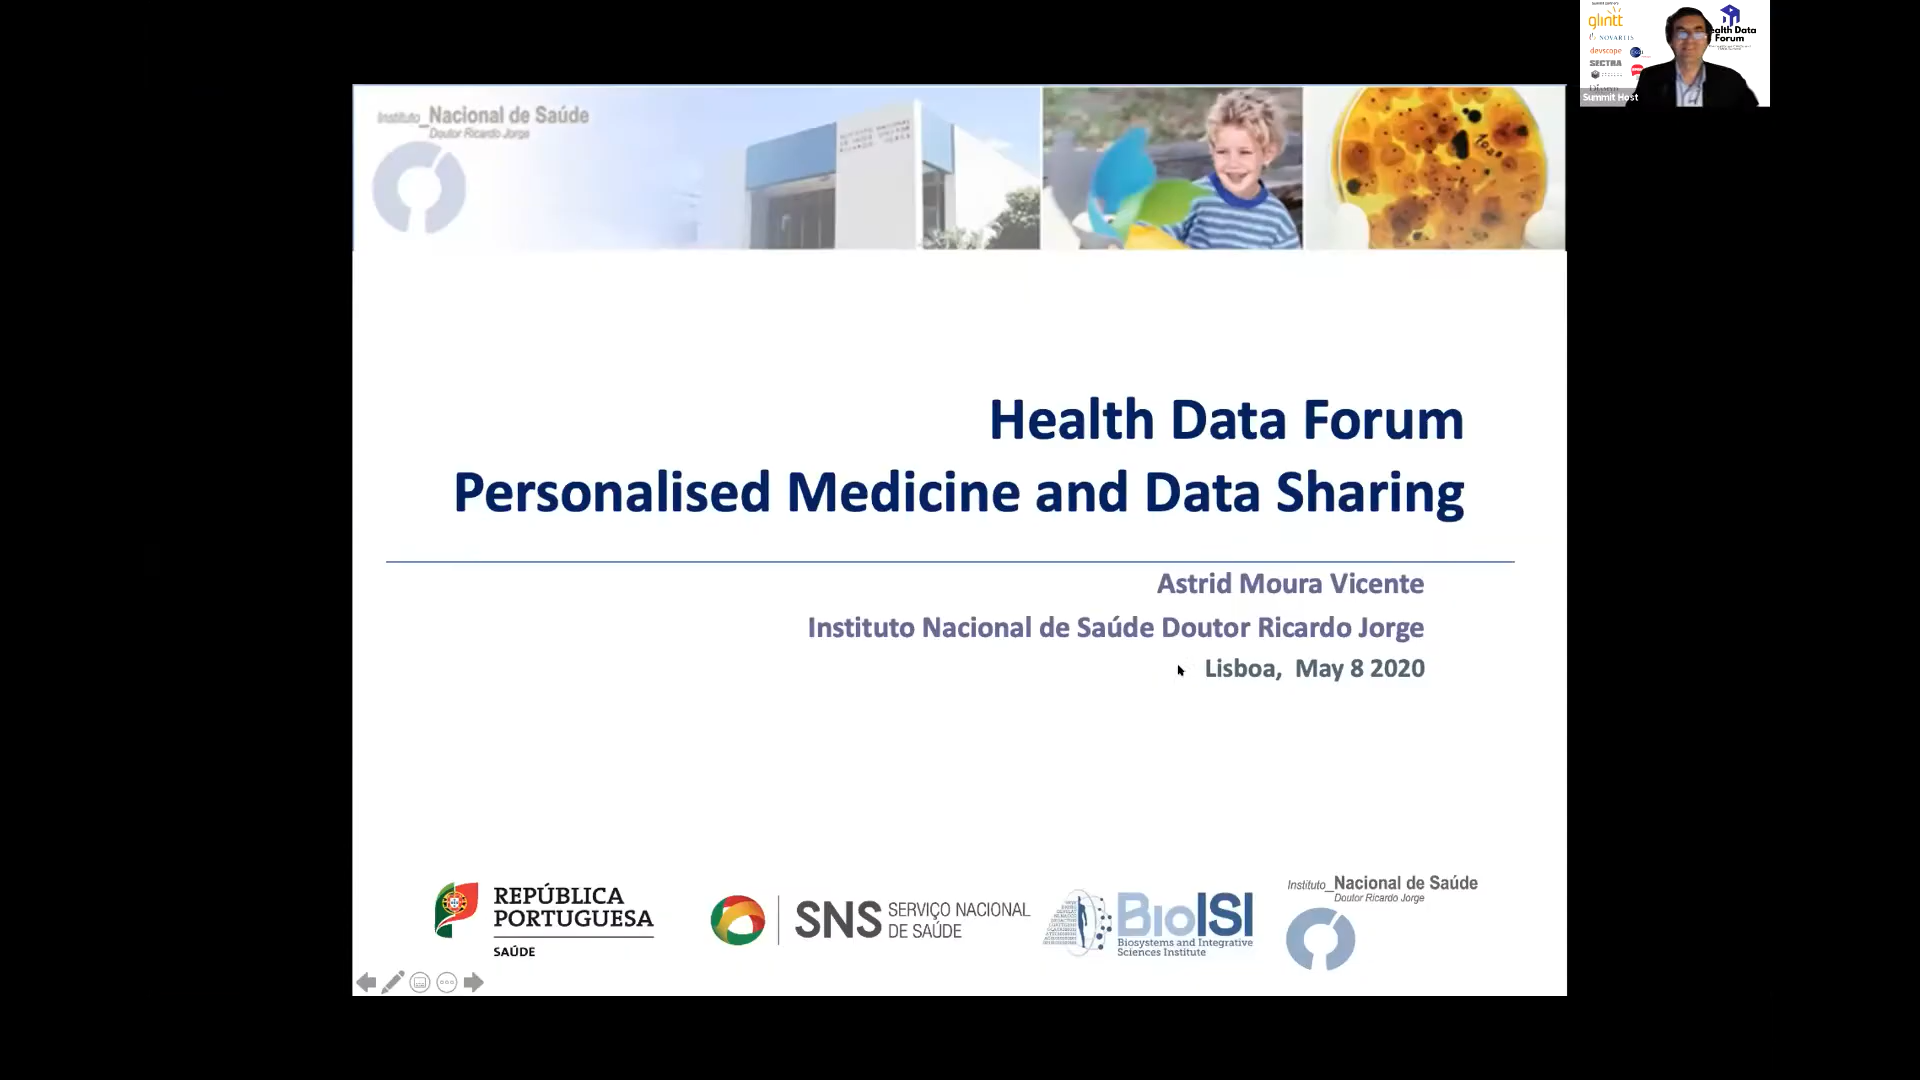 Instituto_Nacional de Saúde
Doutor Ricardo Jorge
Health Data Forum
Personalised Medicine and Data Sharing
Astrid Moura Vicente
Instituto Nacional de Saúde Doutor Ricardo Jorge
Lisboa, May 8 2020
REPÚBLICA
PORTUGUESA
SAÚDE
SNS SERVIÇO NACIONAL
DE SAÚDE
BioISI
Biosystems and Integrative
Sciences Institute
Instituto_Nacional de Saúde
Doutor Ricardo Jorge
glintt
NOVARTIS
devscope
SECTRA
Health Data
Forum
Summit Host